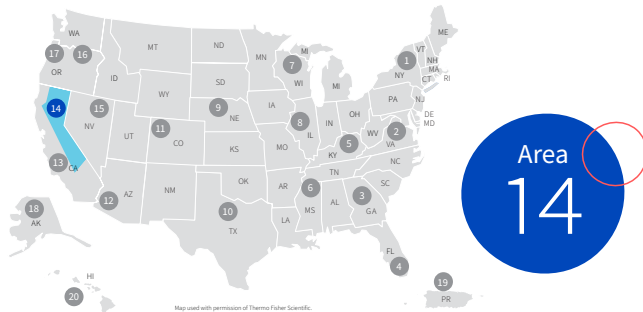 WA
ME
MT
ND
VT
MN
MI
17
16
1
NH
OR
ID
SD
7
WI
NY
MA
CT
RI
WY
MI
14
15
9
IA
PA
NJ
NE
OH
NV
8
IN
DE
UT
11
IL
WV
2
MD
CO
5
VA
KS
MO
KY
13
CA
NC
TN
OK
AZ
NM
AR
6
SC
12
3
18
10
MS
AL
GA
AK
TX
LA
FL
4
HI
19
20
PR
Map used with permission of Thermo Fisher Scientific.
Area
14